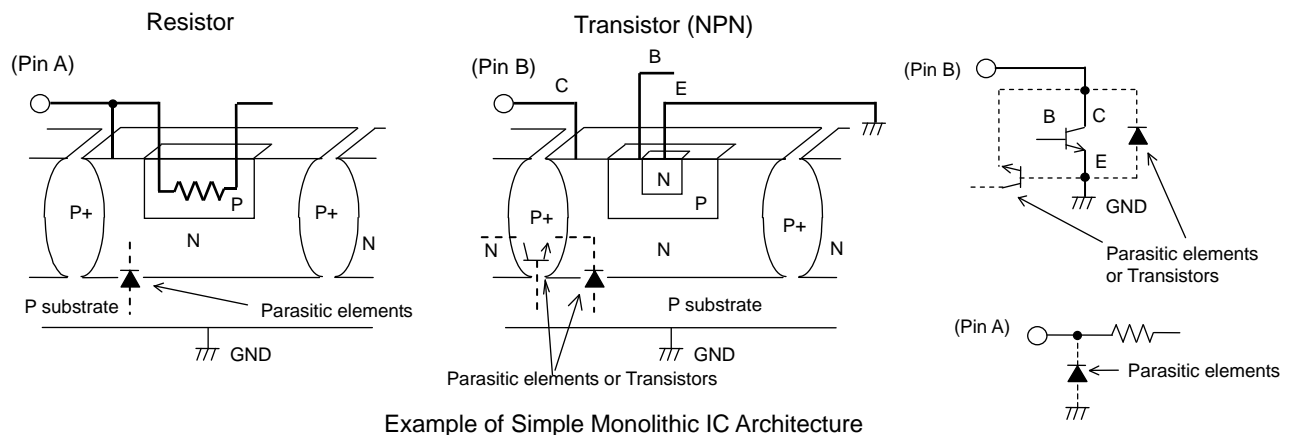 Resistor
(Pin A)
P+
P
N
P+
N
P substrate
Parasitic elements
GND
Transistor (NPN)
(Pin B)
C
B
E
N
P
P+
P+
N
N
N
P substrate
GND
Parasitic elements or Transistors
(Pin B)
B
C
E
GND
Parasitic elements
or Transistors
(Pin A)
Parasitic elements
Example of Simple Monolithic IC Architecture